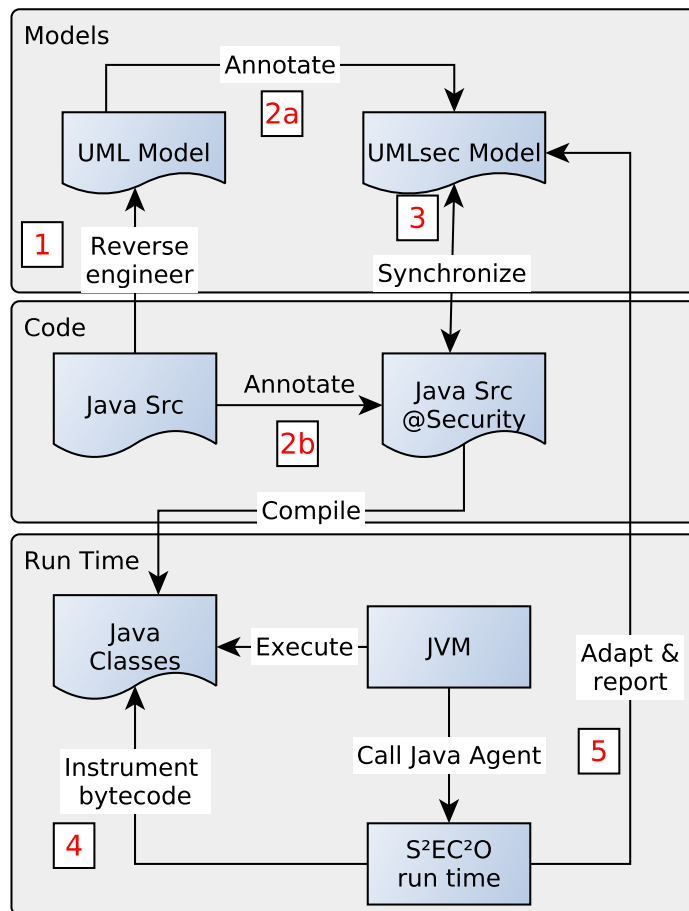 Models
Annotate
2a
UML Model
UMLsec Model
1
Reverse
engineer
3
Synchronize
Code
Java Src
Annotate
2b
Java Src
@Security
Compile
Run Time
Java
Classes
Execute
JVM
Adapt &
report
Instrument
bytecode
Call Java Agent
5
4
S²EC²O
run time